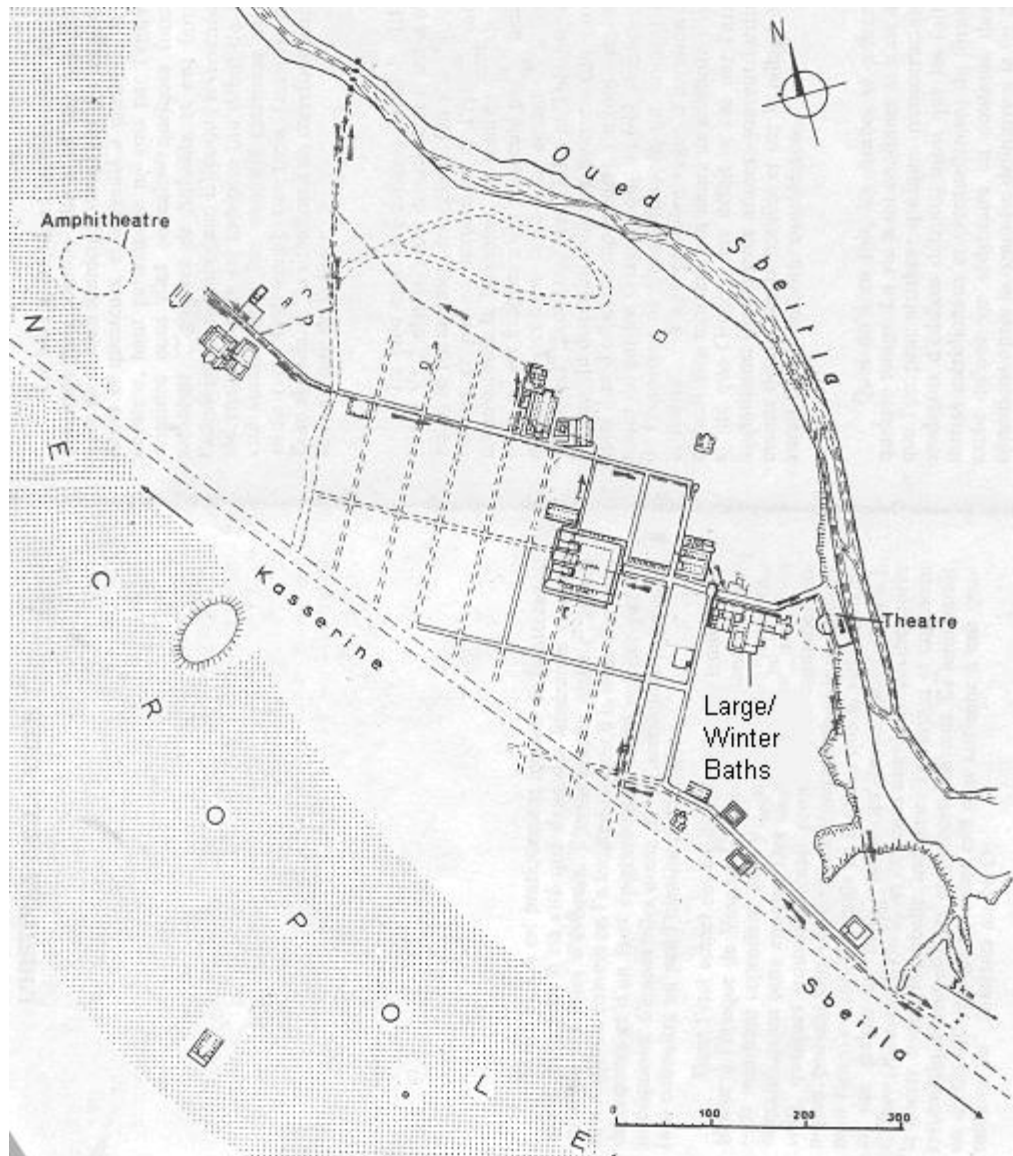 N
Oued
Sbeitla
Amphitheatre
NECROPOLE
Kasserine
Theatre
Large/
Winter
Baths
Sbeitla
0 100 200 300